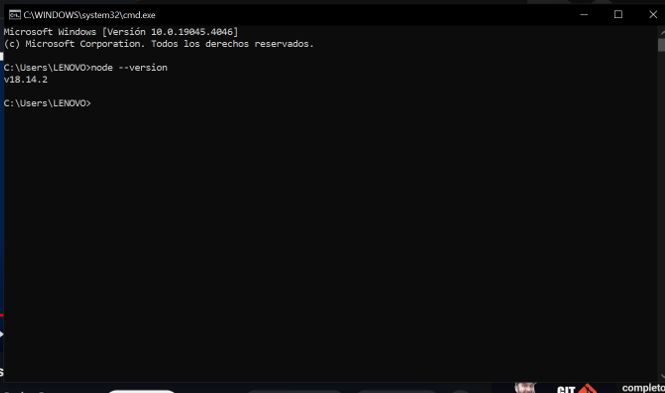 C:\WINDOWS\system32\cmd.exe
Microsoft Windows [Versión 10.0.19045.4046]
(c) Microsoft Corporation. Todos los derechos reservados.
C:\Users\LENOVO>node --version
v18.14.2
C:\Users\LENOVO>
GIT
completo